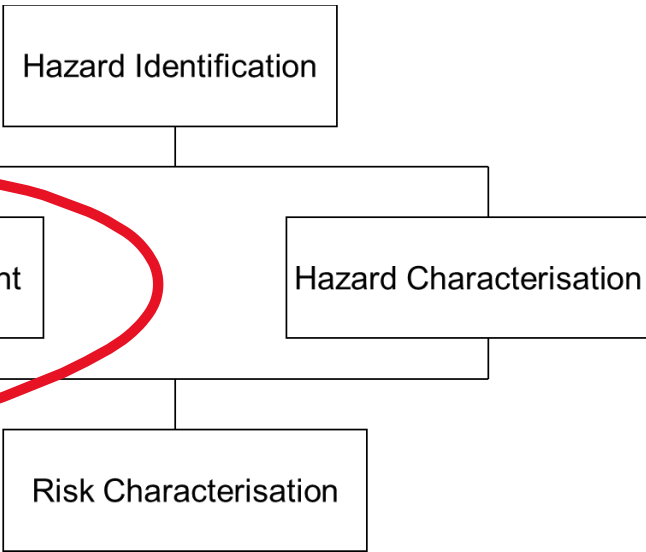 Hazard Identification
nt
Hazard Characterisation
Risk Characterisation